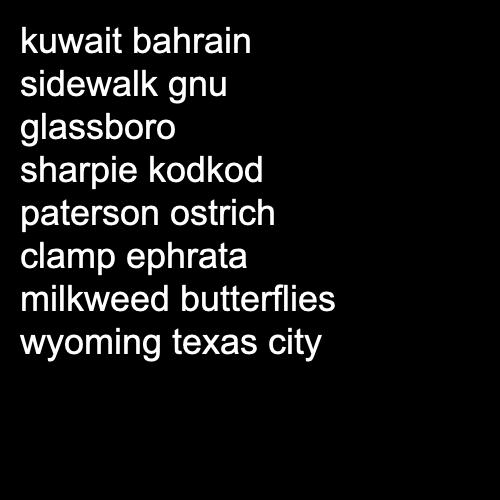 kuwait bahrain
sidewalk gnu
glassboro
sharpie kodkod
paterson ostrich
clamp ephrata
milkweed butterflies
wyoming texas city